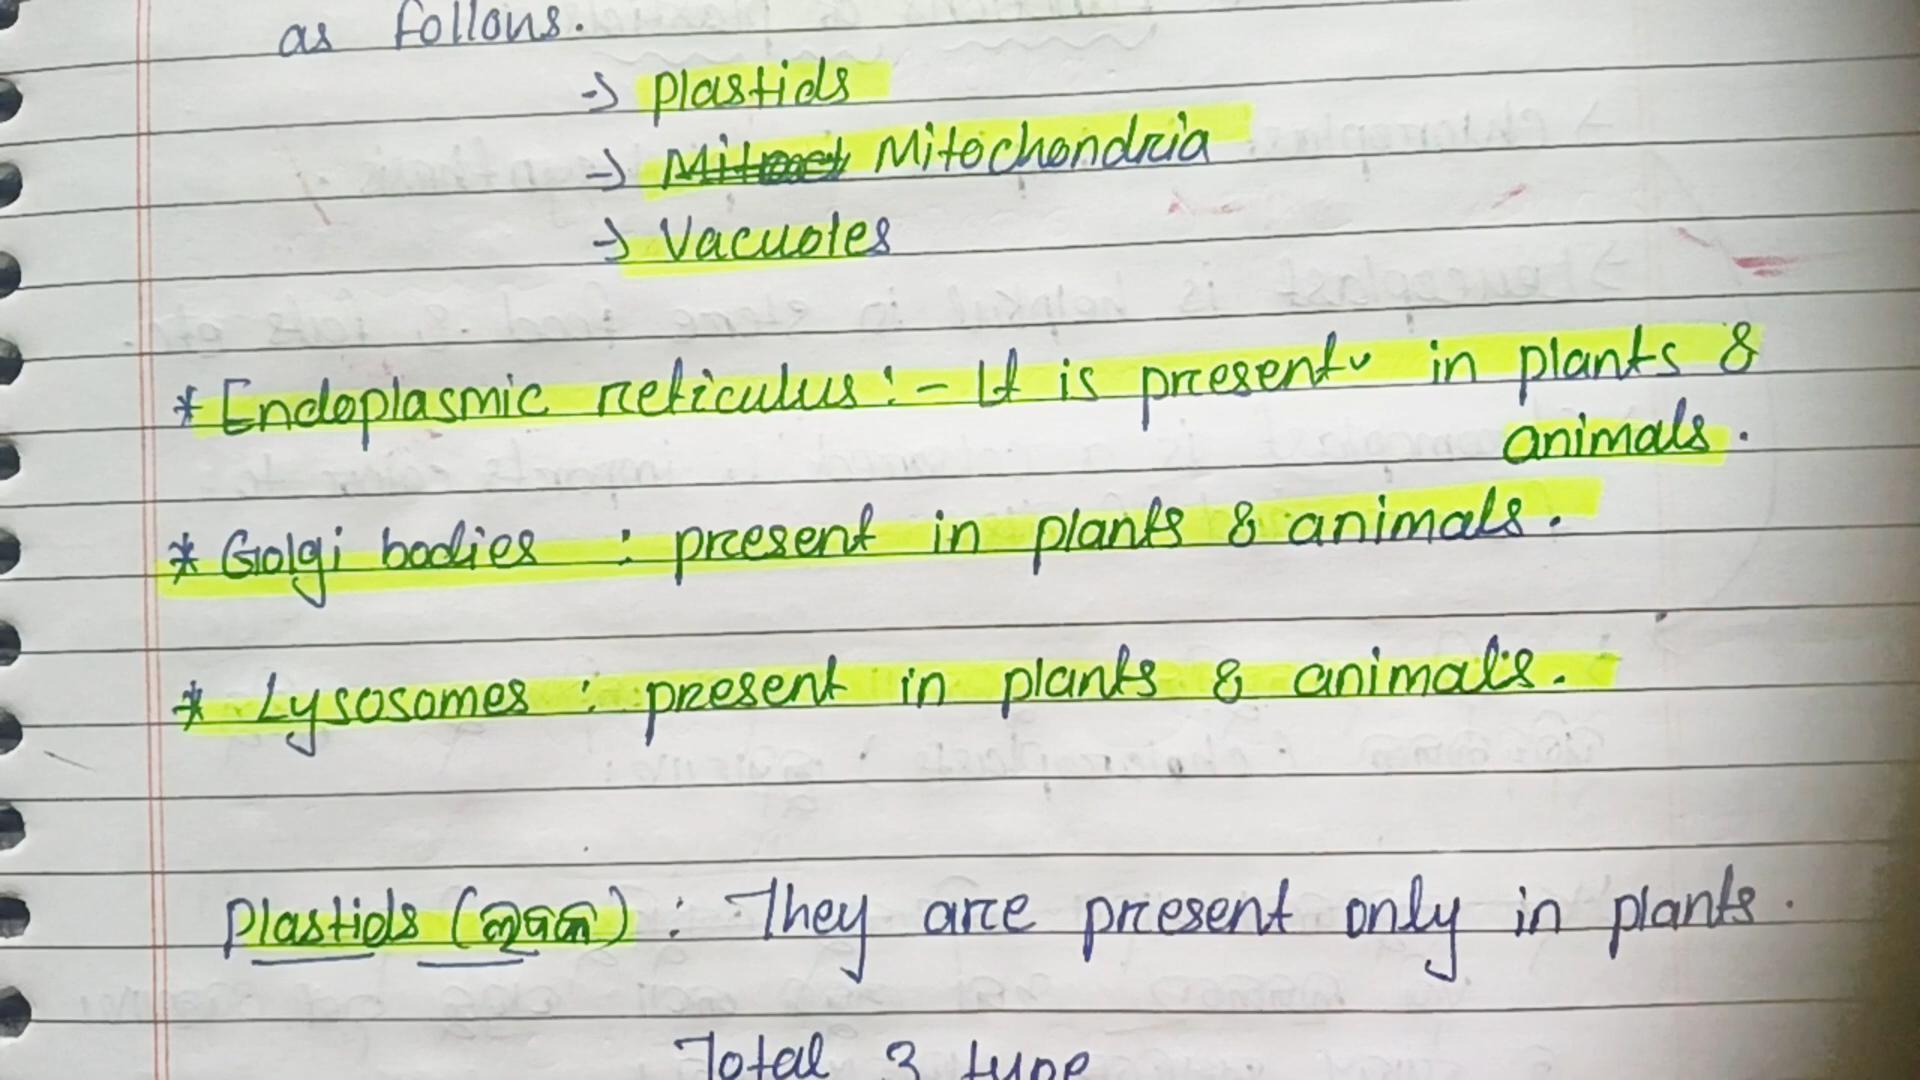 as follows.
→ plastids
→ Mitochondria
→ Vacuoles
* Endoplasmic reticulus :- It is present in plants &
animals.
* Golgi bodies : present in plants & animals.
* Lysosomes : present in plants & animals.
Plastids ( ) : They are present only in plants.
Total 3 type